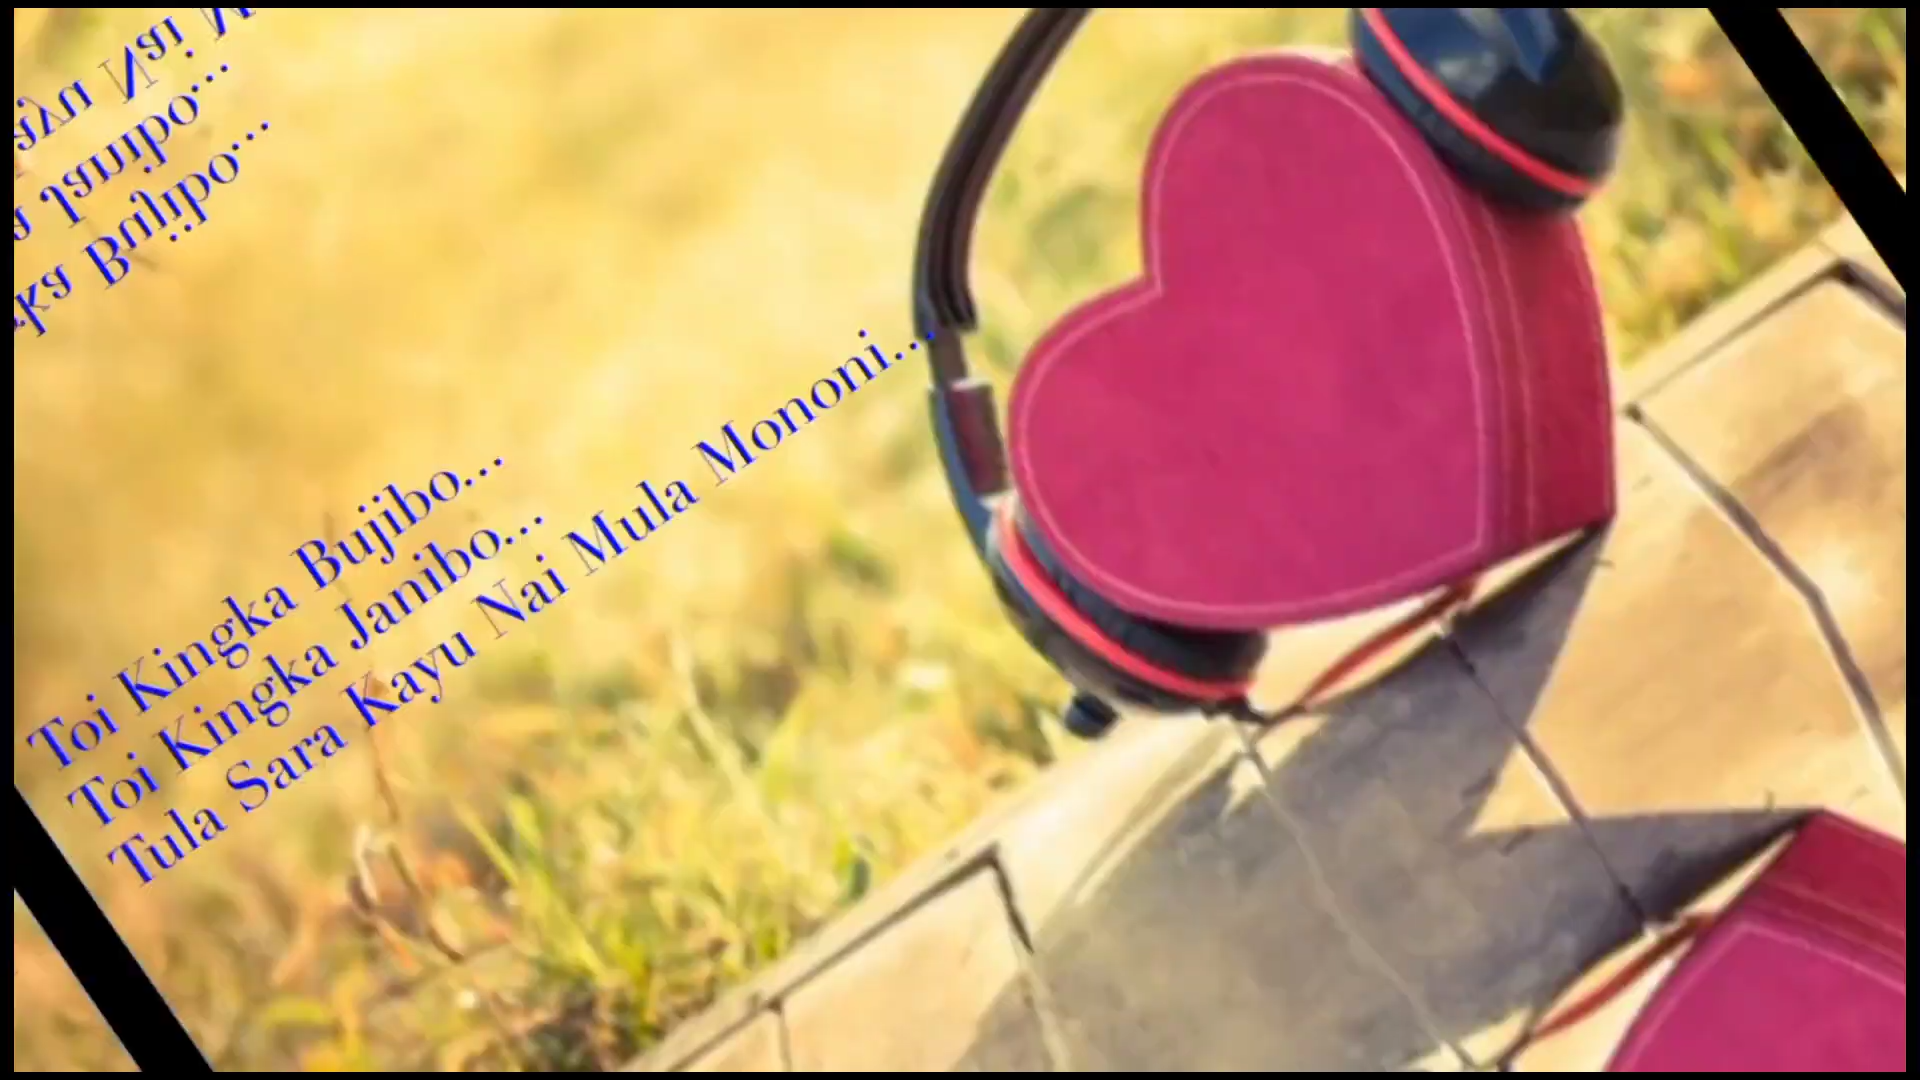 Toi Kingka Bujibo...
Toi Kingka Janibo...
Tula Sara Kayu Nai Mula Mononi...